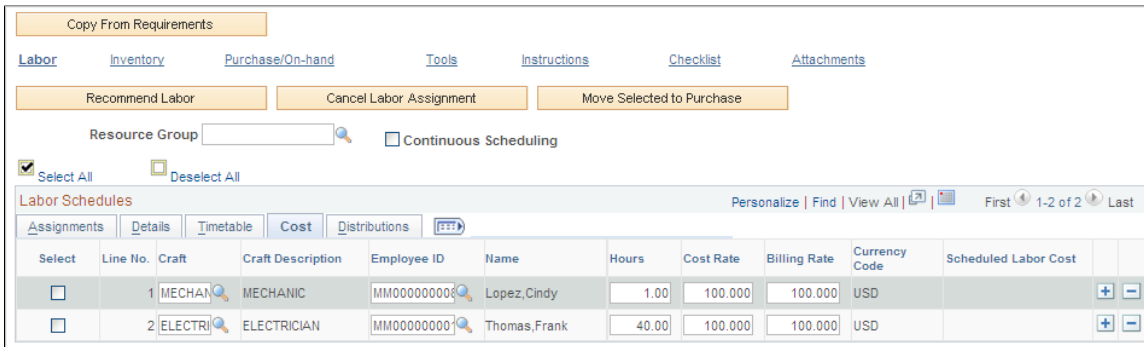 Copy From Requirements
Labor Inventory Purchase/On-hand Tools Instructions Checklist Attachments
Recommend Labor Cancel Labor Assignment Move Selected to Purchase
Resource Group Continuous Scheduling
Select All Deselect All
Labor Schedules Personalize | Find | View All | | First 1-2 of 2 Last
Assignments Details Timetable Cost Distributions
Select Line No. Craft Craft Description Employee ID Name Hours Cost Rate Billing Rate Currency Code Scheduled Labor Cost
1 MECHAN MECHANIC MM000000008 Lopez,Cindy 1.00 100.000 100.000 USD
2 ELECTRI ELECTRICIAN MM00000000 Thomas,Frank 40.00 100.000 100.000 USD